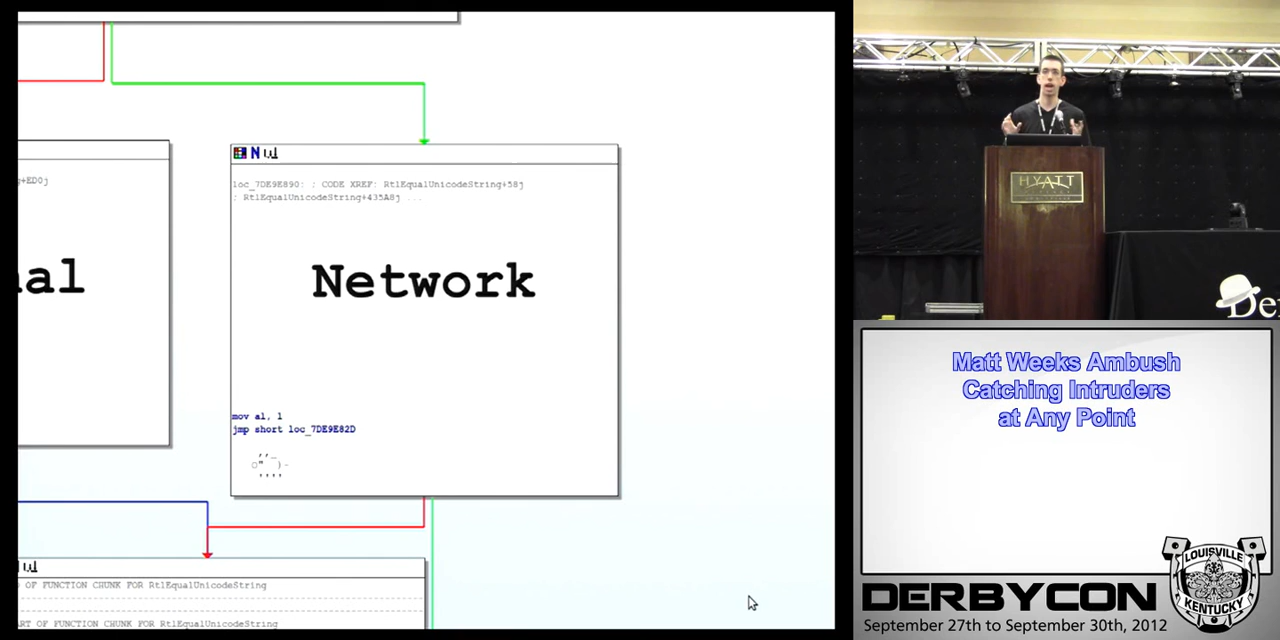 g+ED0j
nal
loc_7DE9E890: ; CODE XREF: RtlEqualUnicodeString+58j
; RtlEqualUnicodeString+435A8j ...
Network
mov al, 1
jmp short loc_7DE9E82D
OF FUNCTION CHUNK FOR RtlEqualUnicodeString
ART OF FUNCTION CHUNK FOR RtlEqualUnicodeString
HYATT
Matt Weeks Ambush
Catching Intruders
at Any Point
LOUISVILLE
KENTUCKY
DERBYCON
September 27th to September 30th, 2012